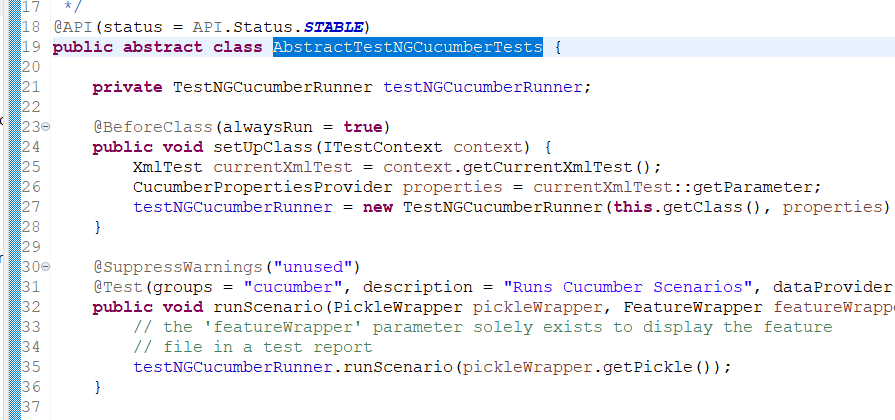 17 */
18 @API(status = API.Status.STABLE)
19 public abstract class AbstractTestNGCucumberTests {
20
21 private TestNGCucumberRunner testNGCucumberRunner;
22
23 @BeforeClass(alwaysRun = true)
24 public void setUpClass(ITestContext context) {
25 XmlTest currentXmlTest = context.getCurrentXmlTest();
26 CucumberPropertiesProvider properties = currentXmlTest::getParameter;
27 testNGCucumberRunner = new TestNGCucumberRunner(this.getClass(), properties)
28 }
29
30 @SuppressWarnings("unused")
31 @Test(groups = "cucumber", description = "Runs Cucumber Scenarios", dataProvider
32 public void runScenario(PickleWrapper pickleWrapper, FeatureWrapper featureWrappe
33 // the 'featureWrapper' parameter solely exists to display the feature
34 // file in a test report
35 testNGCucumberRunner.runScenario(pickleWrapper.getPickle());
36 }
37